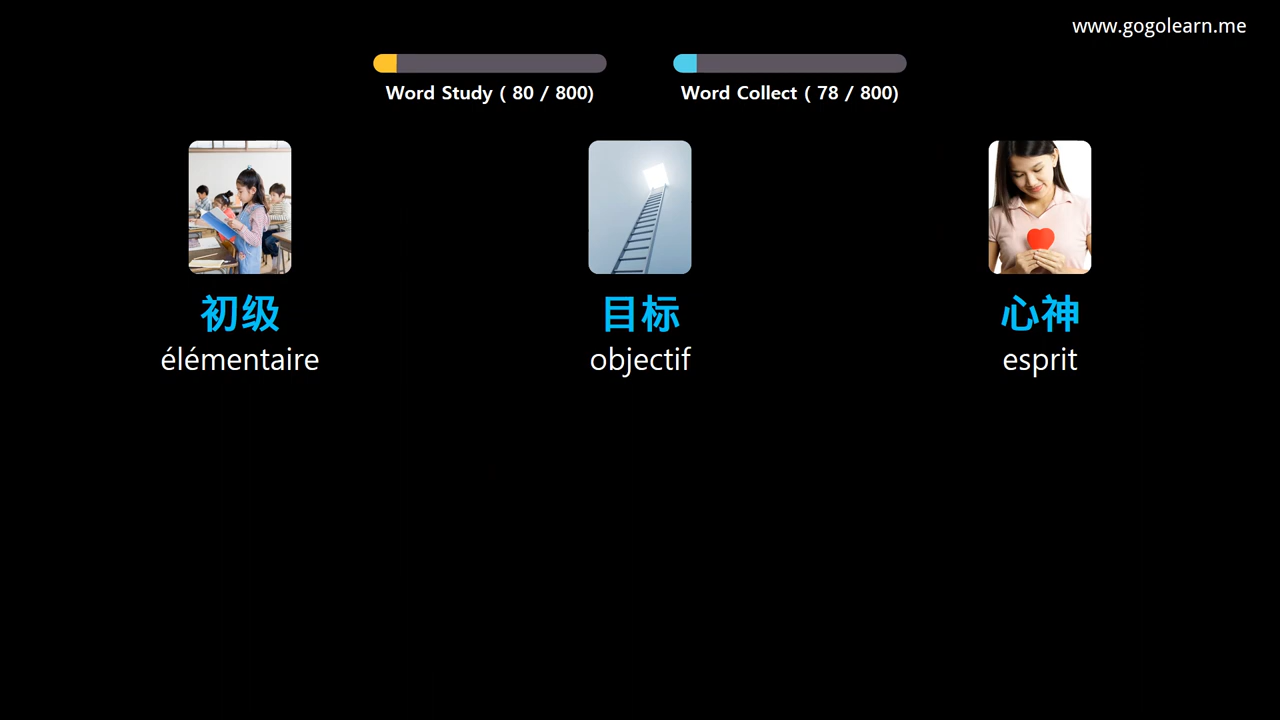 www.gogolearn.me
Word Study ( 80 / 800)
Word Collect ( 78 / 800)
初级
目标
心神
élémentaire
objectif
esprit